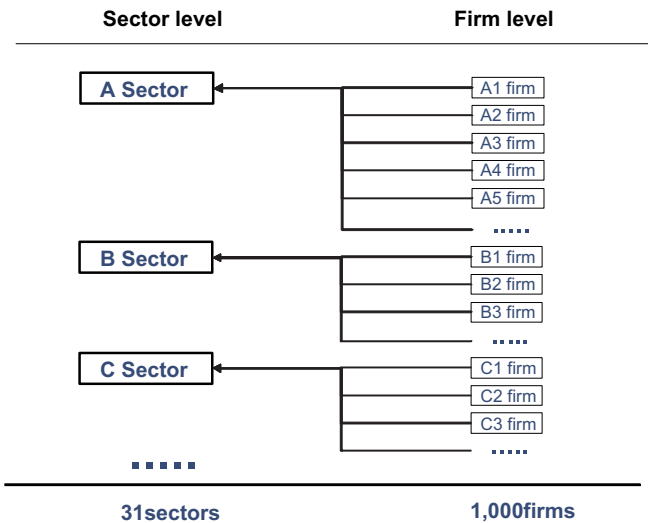 Sector level Firm level
A Sector A1 firm
A2 firm
A3 firm
A4 firm
A5 firm
.....
B Sector B1 firm
B2 firm
B3 firm
.....
C Sector C1 firm
C2 firm
C3 firm
.....
.....
31sectors 1,000firms